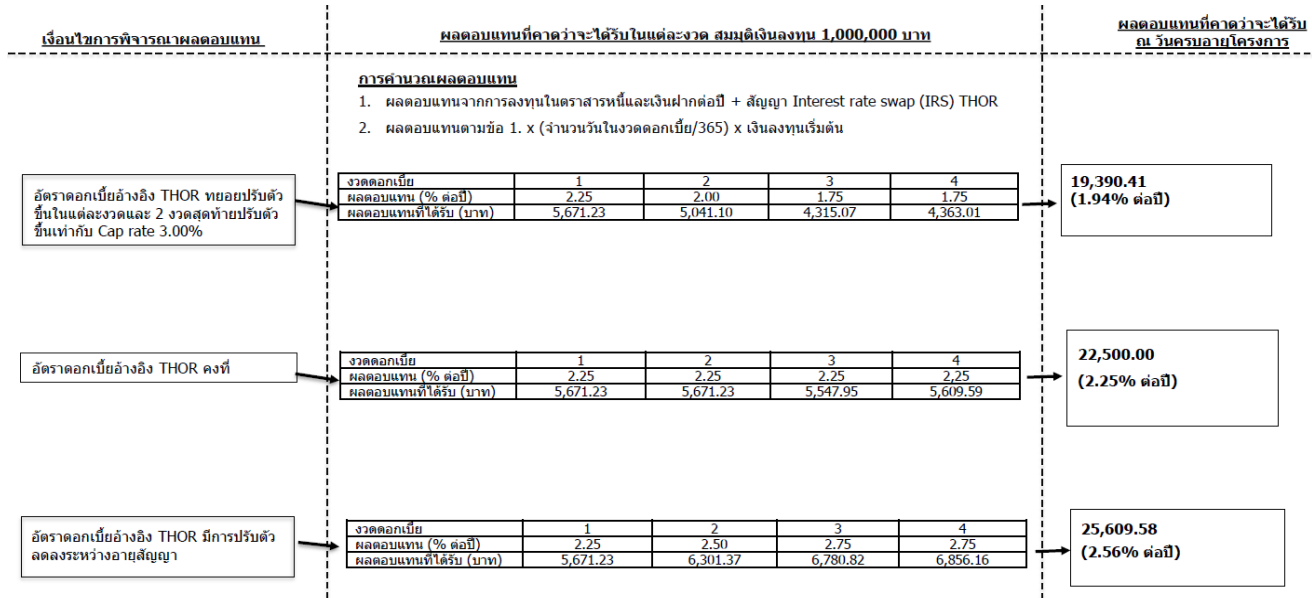 เงื่อนไขการพิจารณาผลตอบแทน
ผลตอบแทนที่คาดว่าจะได้รับในแต่ละงวด สมมุติเงินลงทุน 1,000,000 บาท
ผลตอบแทนที่คาดว่าจะได้รับ
ณ วันครบอายุโครงการ
การคำนวณผลตอบแทน
1. ผลตอบแทนจากการลงทุนในตราสารหนี้และเงินฝากต่อปี + สัญญา Interest rate swap (IRS) THOR
2. ผลตอบแทนตามข้อ 1. x (จำนวนวันในงวดดอกเบี้ย/365) x เงินลงทุนเริ่มต้น
อัตราดอกเบี้ยอ้างอิง THOR ทยอยปรับตัว
ขึ้นในแต่ละงวดและ 2 งวดสุดท้ายปรับตัว
ขึ้นเท่ากับ Cap rate 3.00%
งวดดอกเบี้ย 1 2 3 4
ผลตอบแทน (% ต่อปี) 2.25 2.00 1.75 1.75
ผลตอบแทนที่ได้รับ (บาท) 5,671.23 5,041.10 4,315.07 4,363.01
19,390.41
(1.94% ต่อปี)
อัตราดอกเบี้ยอ้างอิง THOR คงที่
งวดดอกเบี้ย 1 2 3 4
ผลตอบแทน (% ต่อปี) 2.25 2.25 2.25 2,25
ผลตอบแทนที่ได้รับ (บาท) 5,671.23 5,671.23 5,547.95 5,609.59
22,500.00
(2.25% ต่อปี)
อัตราดอกเบี้ยอ้างอิง THOR มีการปรับตัว
ลดลงระหว่างอายุสัญญา
งวดดอกเบี้ย 1 2 3 4
ผลตอบแทน (% ต่อปี) 2.25 2.50 2.75 2.75
ผลตอบแทนที่ได้รับ (บาท) 5,671.23 6,301.37 6,780.82 6,856.16
25,609.58
(2.56% ต่อปี)